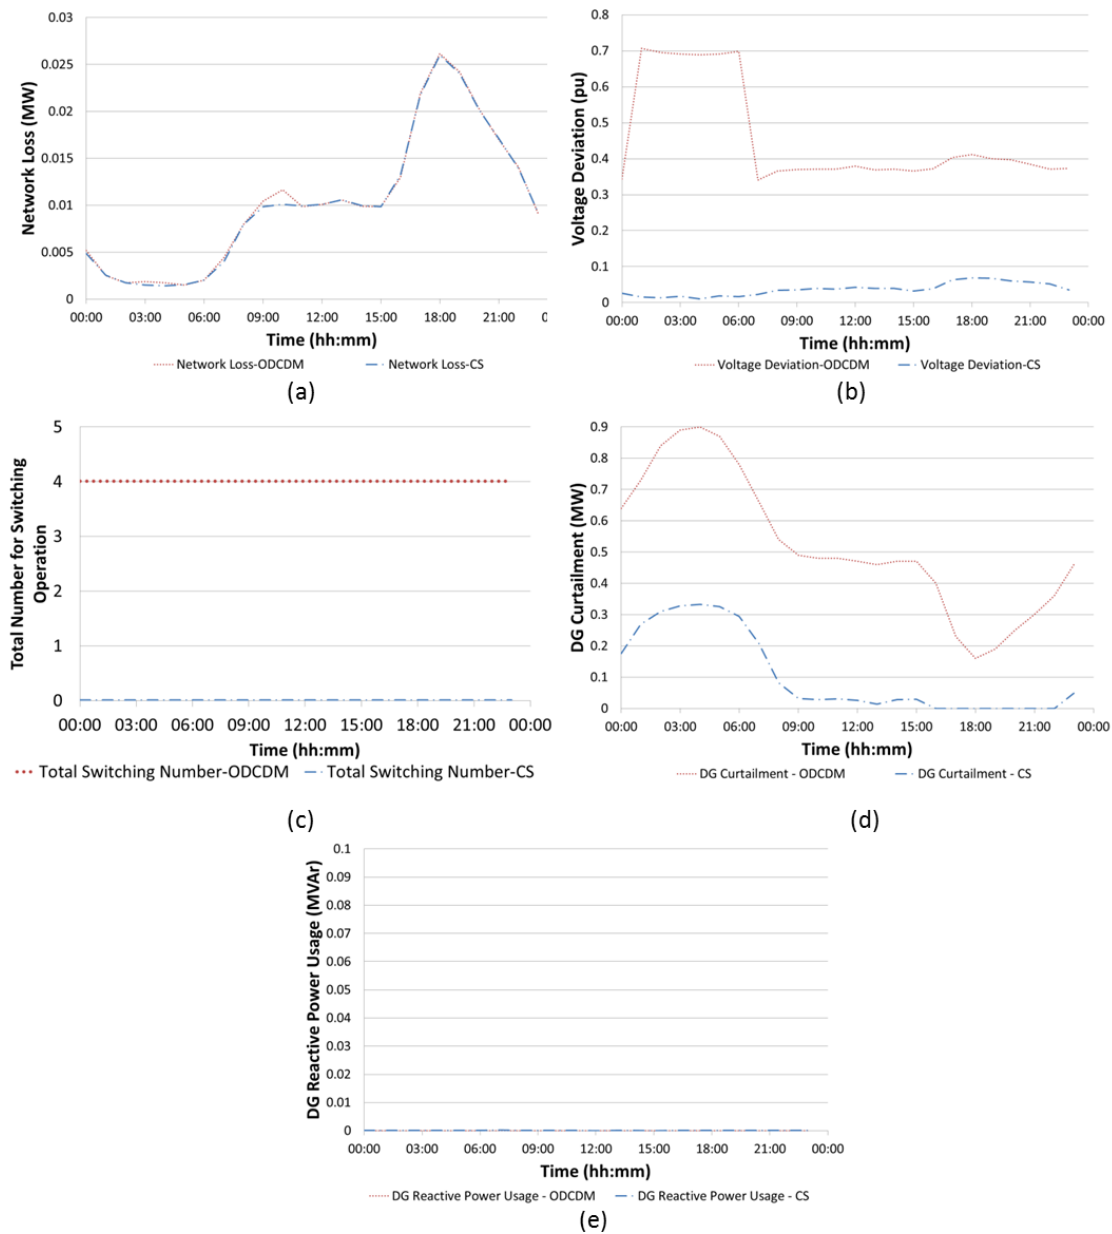 0.03
0.025
0.02
0.015
0.01
0.005
0
Network Loss (MW)
00:00 03:00 06:00 09:00 12:00 15:00 18:00 21:00 0
Time (hh:mm)
Network Loss-ODCDM Network Loss-CS
(a)
0.8
0.7
0.6
0.5
0.4
0.3
0.2
0.1
0
Voltage Deviation (pu)
00:00 03:00 06:00 09:00 12:00 15:00 18:00 21:00 00:00
Time (hh:mm)
Voltage Deviation-ODCDM Voltage Deviation-CS
(b)
5
4
3
2
1
0
Total Number for Switching
Operation
00:00 03:00 06:00 09:00 12:00 15:00 18:00 21:00 00:00
Time (hh:mm)
Total Switching Number-ODCDM Total Switching Number-CS
(c)
0.9
0.8
0.7
0.6
0.5
0.4
0.3
0.2
0.1
0
DG Curtailment (MW)
00:00 03:00 06:00 09:00 12:00 15:00 18:00 21:00 00:00
Time (hh:mm)
DG Curtailment - ODCDM DG Curtailment - CS
(d)
0.1
0.09
0.08
0.07
0.06
0.05
0.04
0.03
0.02
0.01
0
DG Reactive Power Usage (MVAr)
00:00 03:00 06:00 09:00 12:00 15:00 18:00 21:00 00:00
Time (hh:mm)
DG Reactive Power Usage - ODCDM DG Reactive Power Usage - CS
(e)